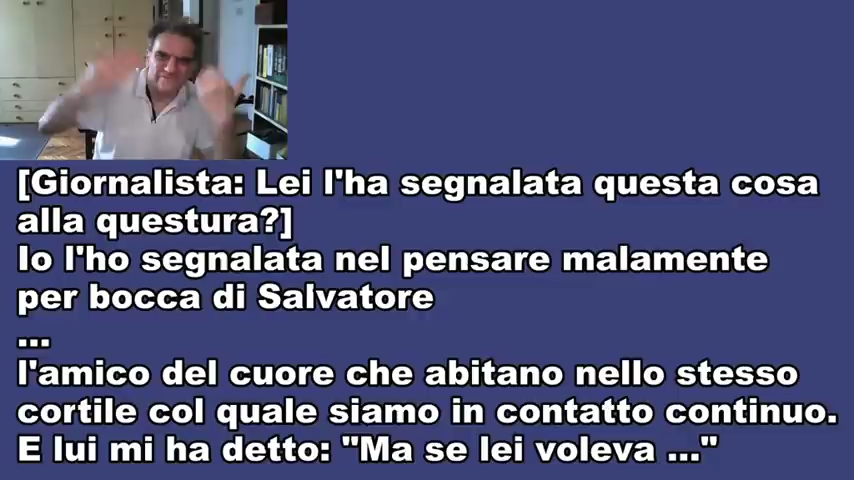 [Giornalista: Lei l'ha segnalata questa cosa
alla questura?]
Io l'ho segnalata nel pensare malamente
per bocca di Salvatore
...
l'amico del cuore che abitano nello stesso
cortile col quale siamo in contatto continuo.
E lui mi ha detto: "Ma se lei voleva ..."